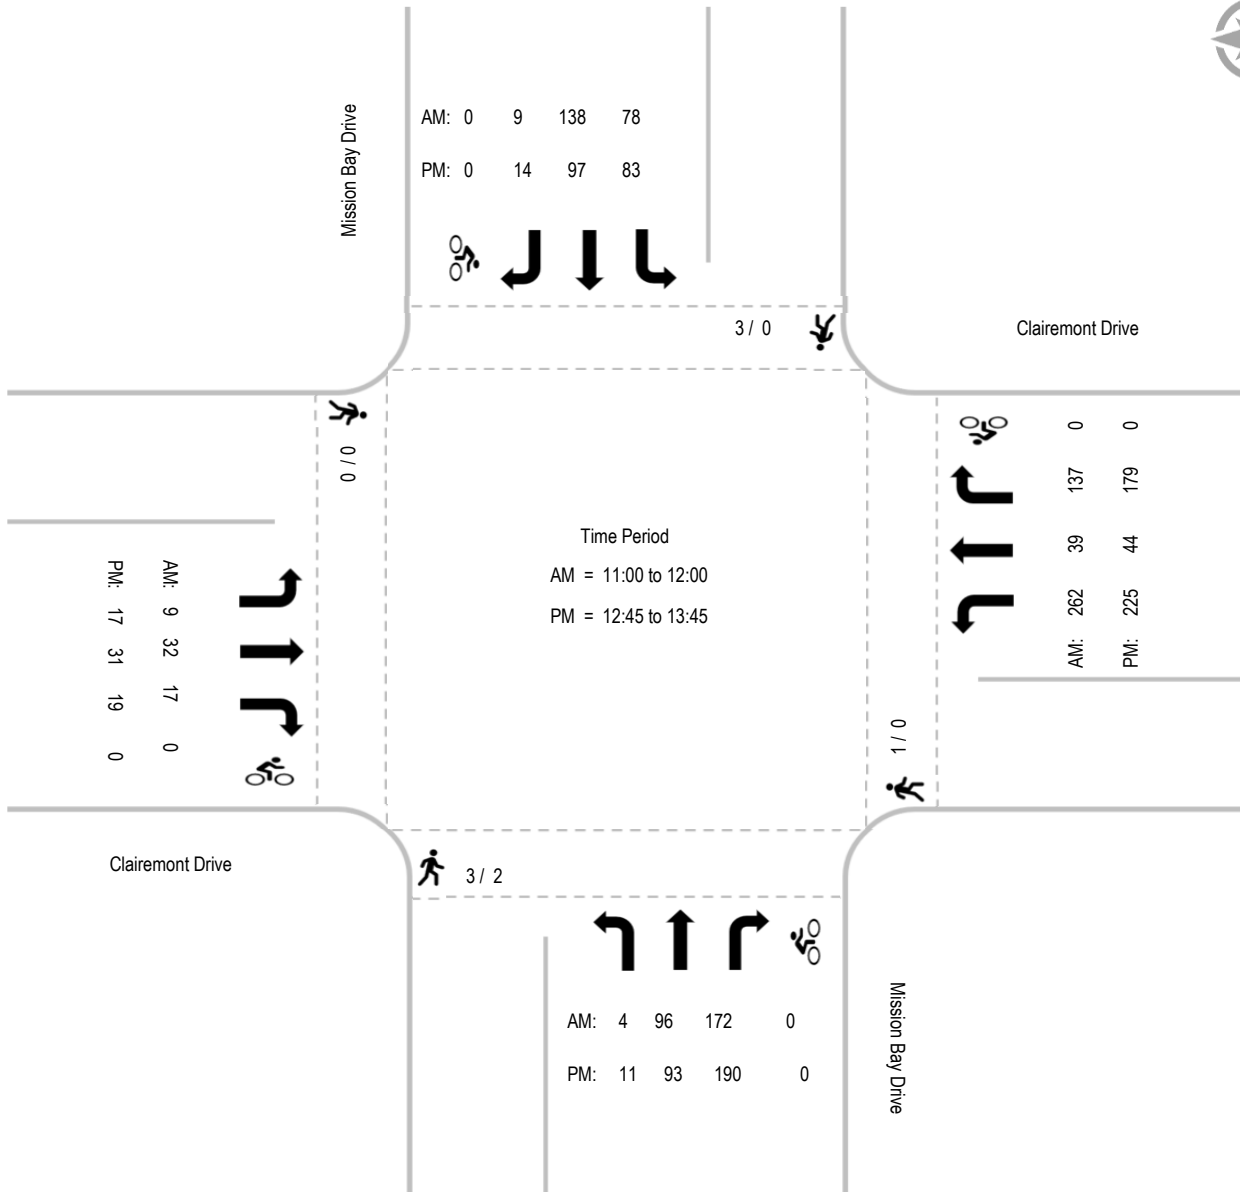 Mission Bay Drive
AM: 0 9 138 78
PM: 0 14 97 83
3 / 0
Clairemont Drive
0 / 0
0 0
137 179
39 44
262 225
AM: PM:
Time Period
AM = 11:00 to 12:00
PM = 12:45 to 13:45
AM: 9 32 17 0
PM: 17 31 19 0
1 / 0
Clairemont Drive
3 / 2
AM: 4 96 172 0
PM: 11 93 190 0
Mission Bay Drive